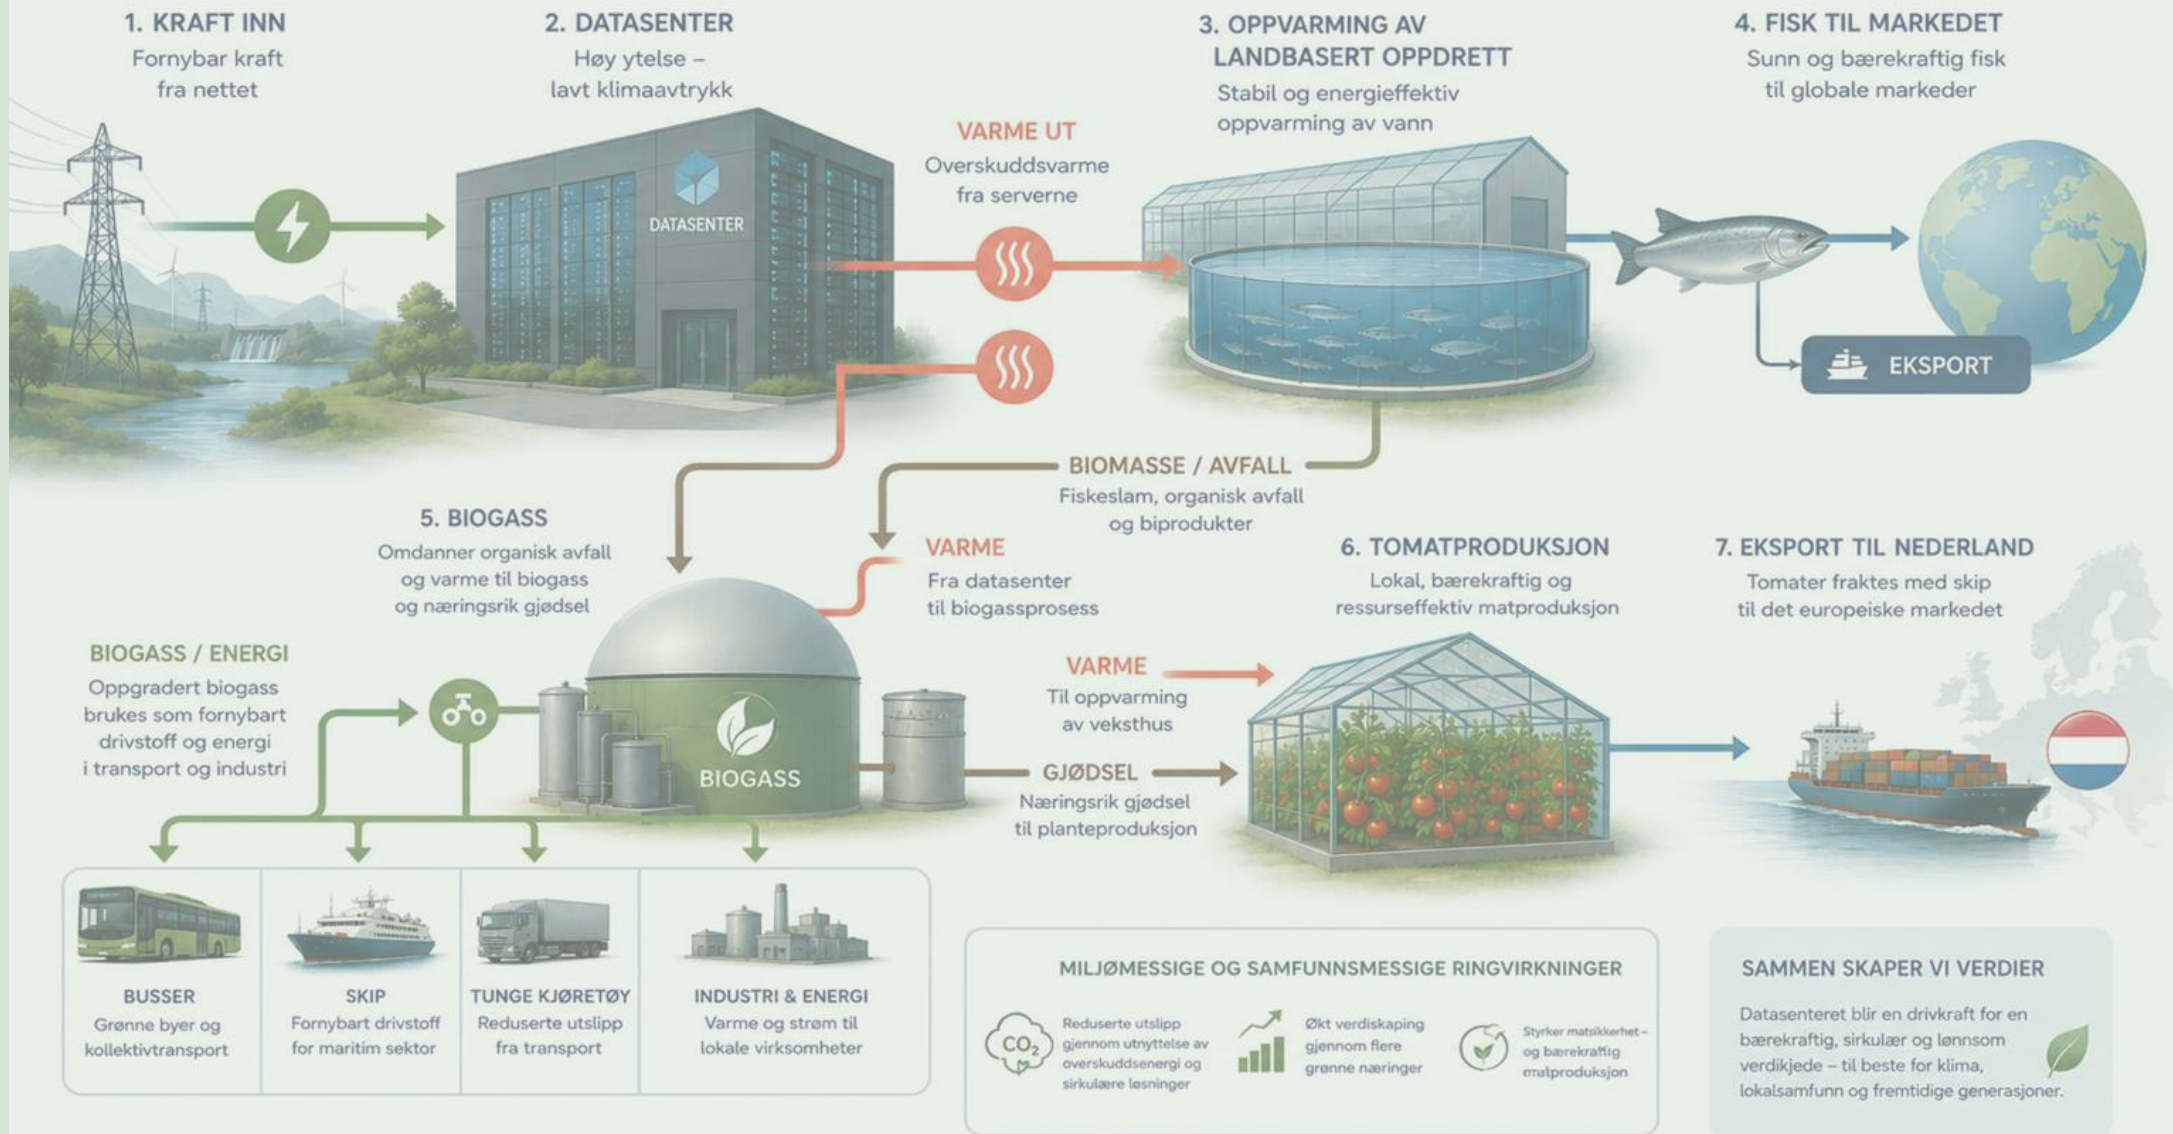 1. KRAFT INN
Fornybar kraft
fra nettet
2. DATASENTER
Høy ytelse –
lavt klimaavtrykk
DATASENTER
VARME UT
Overskuddsvarme
fra serverne
3. OPPVARMING AV
LANDBASERT OPPDRETT
Stabil og energieffektiv
oppvarming av vann
4. FISK TIL MARKEDET
Sunn og bærekraftig fisk
til globale markeder
EKSPORT
BIOMASSE / AVFALL
Fiskeslam, organisk avfall
og biprodukter
5. BIOGASS
Omdanner organisk avfall
og varme til biogass
og næringsrik gjødsel
VARME
Fra datasenter
til biogassprosess
BIOGASS
BIOGASS / ENERGI
Oppgradert biogass
brukes som fornybart
drivstoff og energi
i transport og industri
VARME
Til oppvarming
av veksthus
GJØDSEL
Næringsrik gjødsel
til planteproduksjon
6. TOMATPRODUKSJON
Lokal, bærekraftig og
ressurseffektiv matproduksjon
7. EKSPORT TIL NEDERLAND
Tomater fraktes med skip
til det europeiske markedet
BUSSER
Grønne byer og
kollektivtransport
SKIP
Fornybart drivstoff
for maritim sektor
TUNGE KJØRETØY
Reduserte utslipp
fra transport
INDUSTRI & ENERGI
Varme og strøm til
lokale virksomheter
MILJØMESSIGE OG SAMFUNNSMESSIGE RINGVIRKNINGER
CO₂
Reduserte utslipp
gjennom utnyttelse av
overskuddsenergi og
sirkulære løsninger
Økt verdiskaping
gjennom flere
grønne næringer
Styrker matsikkerhet –
og bærekraftig
matproduksjon
SAMMEN SKAPER VI VERDIER
Datasenteret blir en drivkraft for en
bærekraftig, sirkulær og lønnsom
verdikjede – til beste for klima,
lokalsamfunn og fremtidige generasjoner.